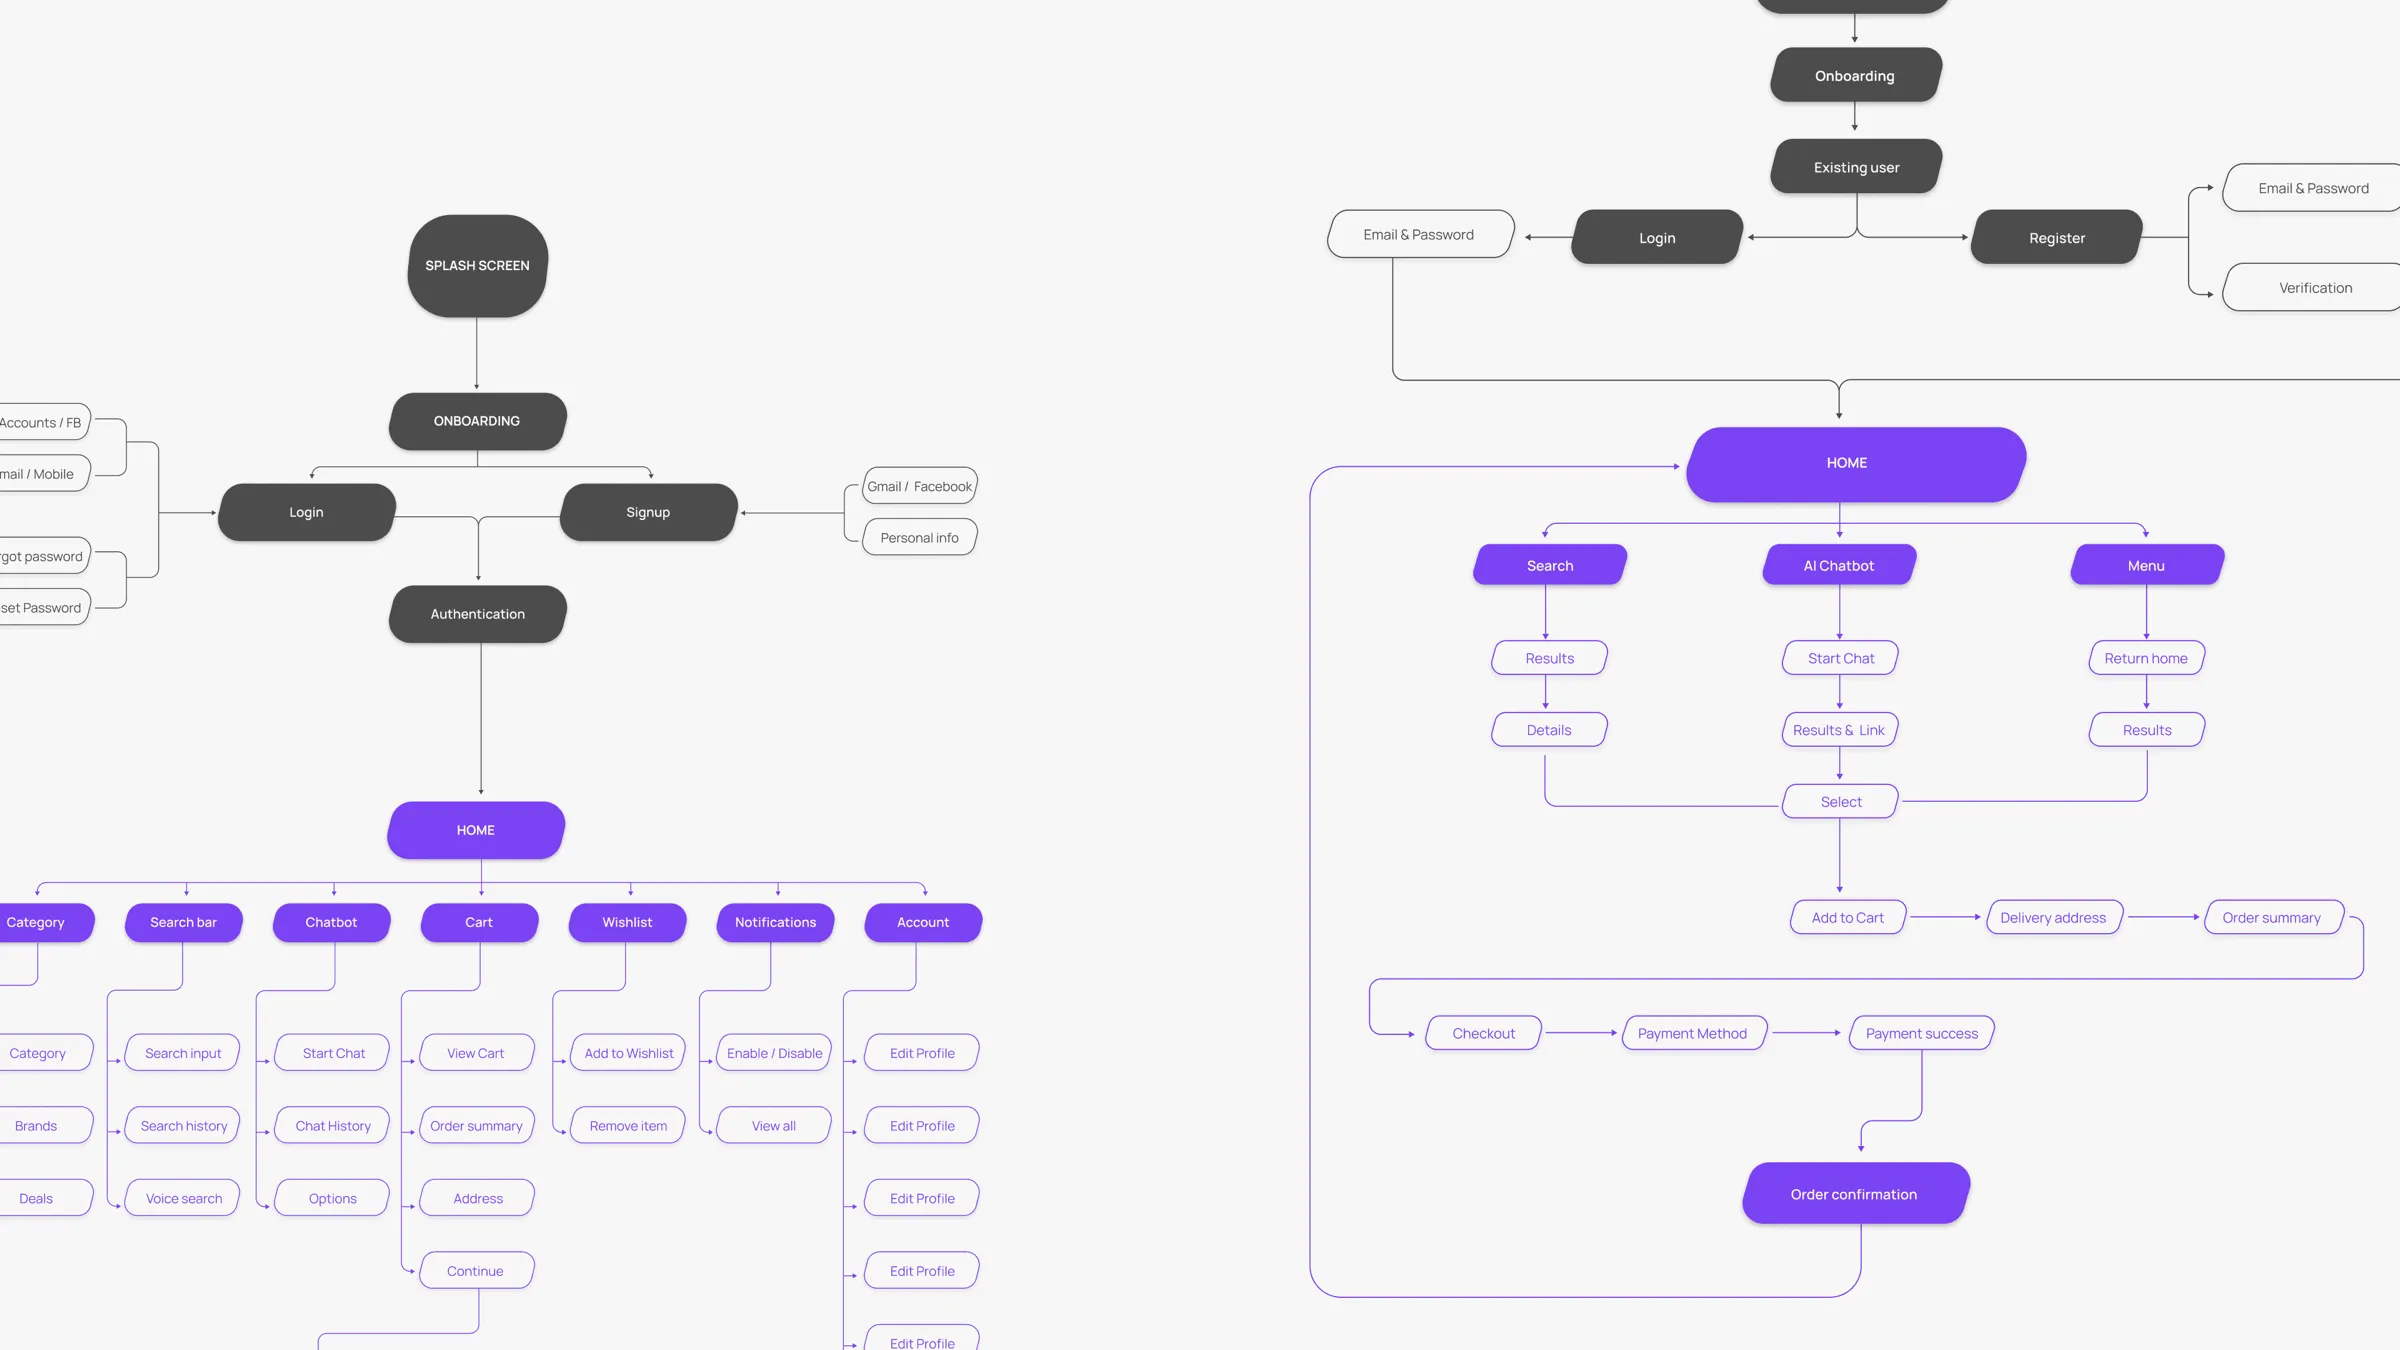 SPLASH SCREEN
ONBOARDING
Accounts / FB
mail / Mobile
Login
Signup
Gmail / Facebook
Personal info
rgot password
set Password
Authentication
HOME
Category
Search bar
Chatbot
Cart
Wishlist
Notifications
Account
Category
Search input
Start Chat
View Cart
Add to Wishlist
Enable / Disable
Edit Profile
Brands
Search history
Chat History
Order summary
Remove item
View all
Edit Profile
Deals
Voice search
Options
Address
Edit Profile
Continue
Edit Profile
Edit Profile
Onboarding
Existing user
Email & Password
Login
Register
Email & Password
Verification
HOME
Search
AI Chatbot
Menu
Results
Start Chat
Return home
Details
Results & Link
Results
Select
Add to Cart
Delivery address
Order summary
Checkout
Payment Method
Payment success
Order confirmation